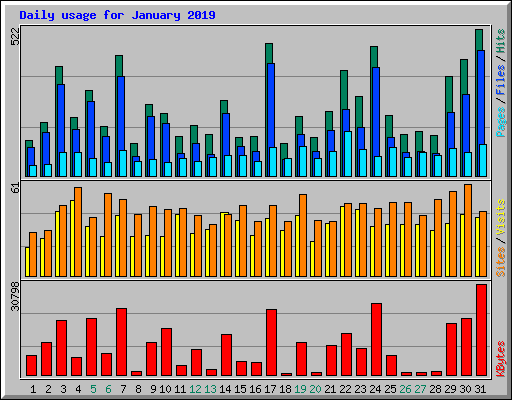 Daily usage for January 2019
522
Pages / Files / Hits
61
Sites / Visits
30798
KBytes
1 2 3 4 5 6 7 8 9 10 11 12 13 14 15 16 17 18 19 20 21 22 23 24 25 26 27 28 29 30 31